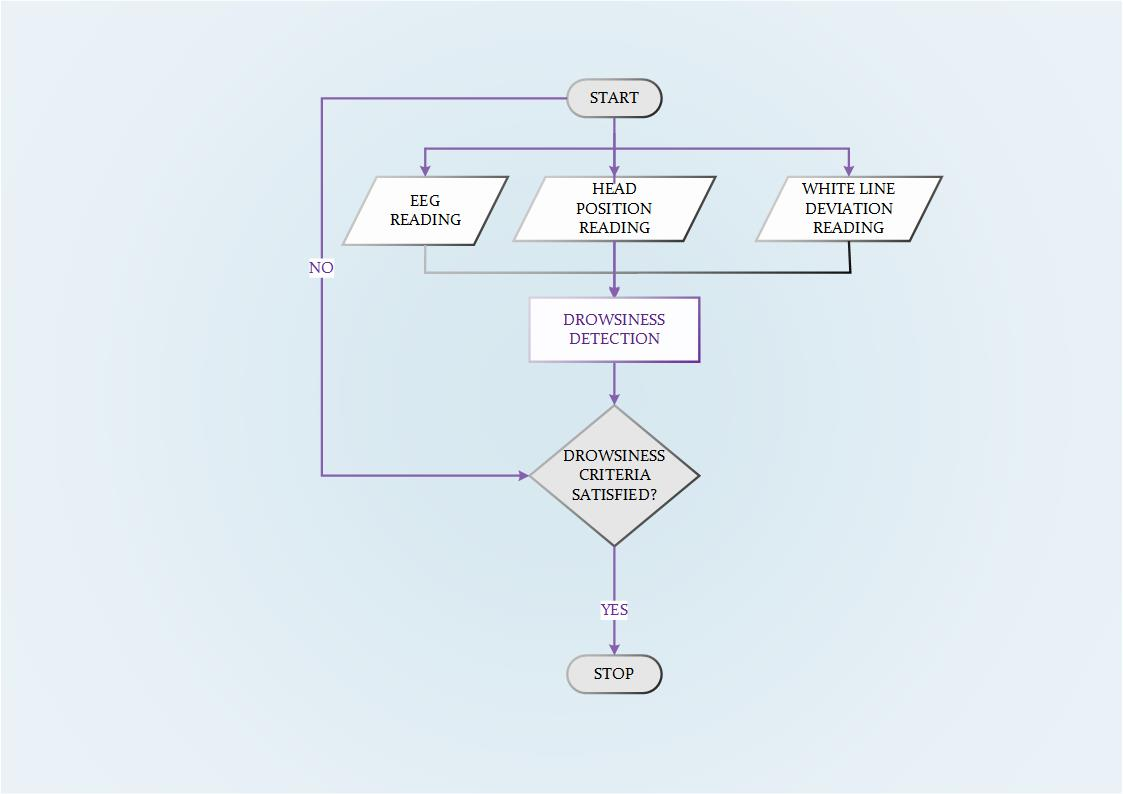 START
EEG
READING
HEAD
POSITION
READING
WHITE LINE
DEVIATION
READING
NO
DROWSINESS
DETECTION
DROWSINESS
CRITERIA
SATISFIED?
YES
STOP